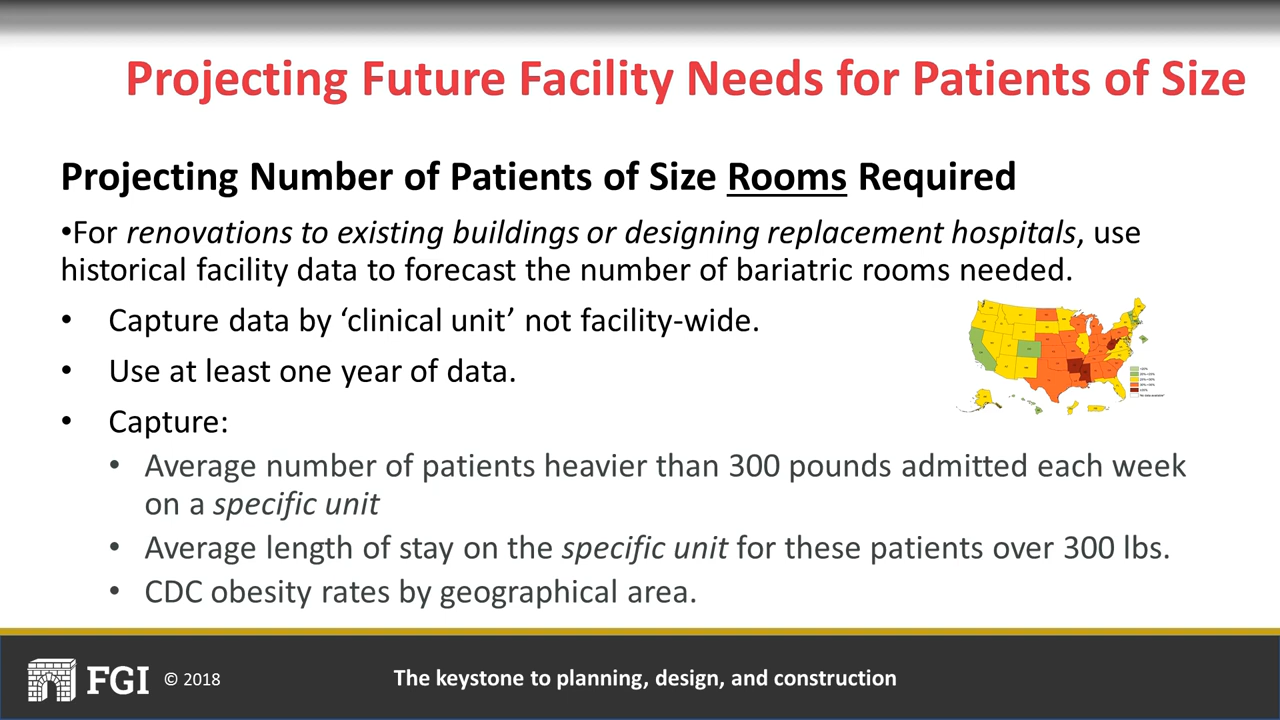 Projecting Future Facility Needs for Patients of Size
Projecting Number of Patients of Size Rooms Required
•For renovations to existing buildings or designing replacement hospitals, use
historical facility data to forecast the number of bariatric rooms needed.
• Capture data by ‘clinical unit’ not facility-wide.
• Use at least one year of data.
• Capture:
• Average number of patients heavier than 300 pounds admitted each week
on a specific unit
• Average length of stay on the specific unit for these patients over 300 lbs.
• CDC obesity rates by geographical area.
FGI © 2018
The keystone to planning, design, and construction